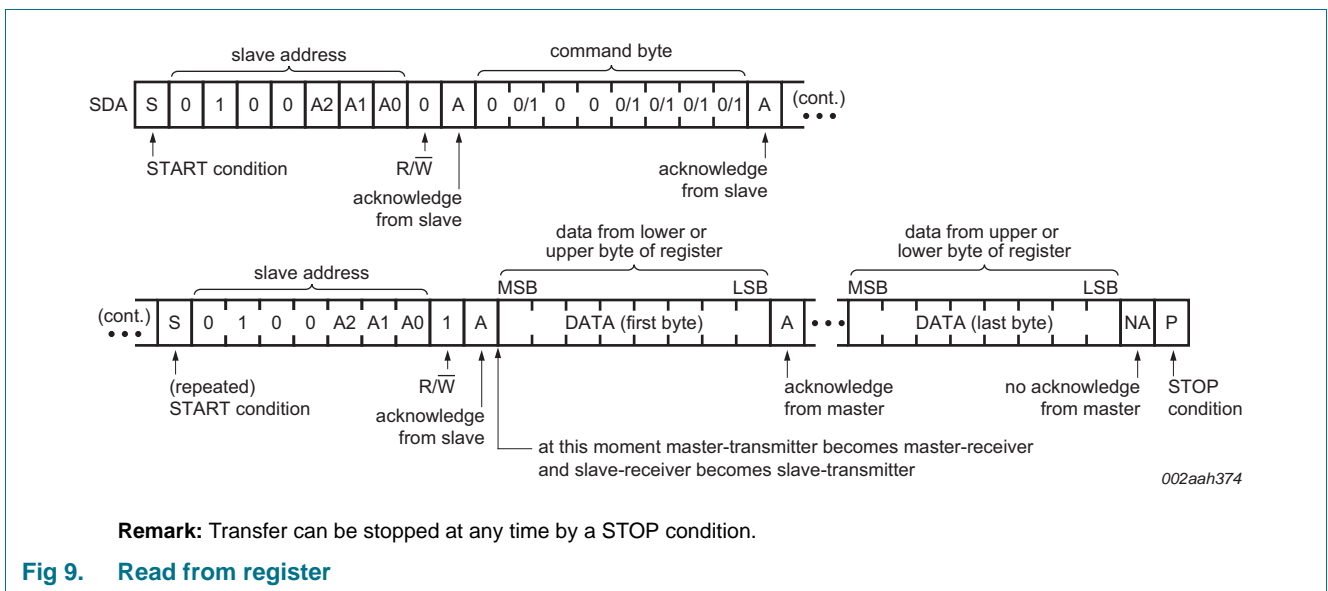 slave address
command byte
SDA S 0 1 0 0 A2 A1 A0 0 A 0 0/1 0 0 0/1 0/1 0/1 0/1 A (cont.)
START condition
R/W
acknowledge
from slave
acknowledge
from slave
data from lower or
upper byte of register
data from upper or
lower byte of register
slave address
MSB LSB MSB LSB
(cont.) S 0 1 0 0 A2 A1 A0 1 A DATA (first byte) A DATA (last byte) NA P
(repeated)
START condition
R/W
acknowledge
from slave
acknowledge
from master
no acknowledge
from master
STOP
condition
at this moment master-transmitter becomes master-receiver
and slave-receiver becomes slave-transmitter
002aah374
Remark: Transfer can be stopped at any time by a STOP condition.
Fig 9. Read from register